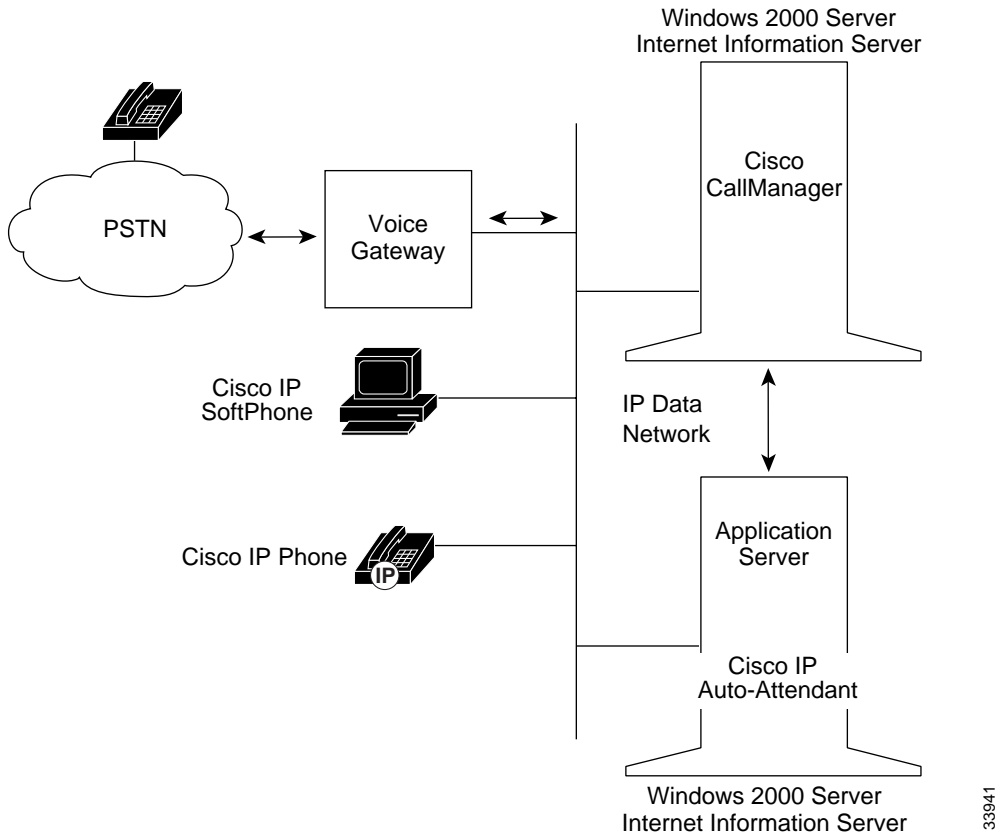 Windows 2000 Server
Internet Information Server
Cisco
CallManager
PSTN
Voice
Gateway
Cisco IP
SoftPhone
IP Data
Network
Cisco IP Phone
IP
Application
Server
Cisco IP
Auto-Attendant
Windows 2000 Server
Internet Information Server
33941